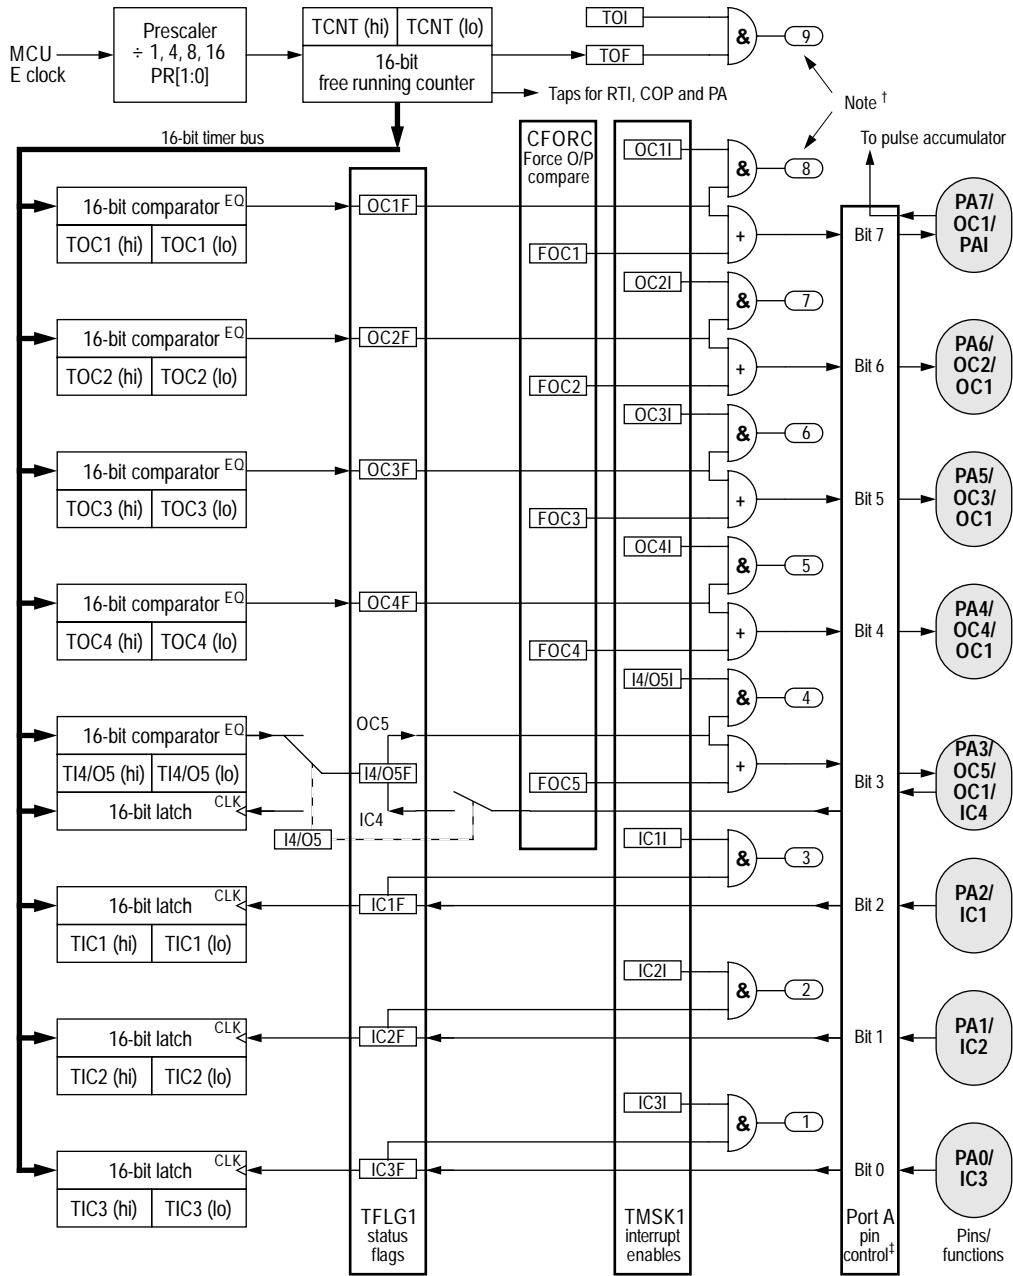 MCU
E clock
Prescaler
÷ 1, 4, 8, 16
PR[1:0]
TCNT (hi) TCNT (lo)
16-bit
free running counter
TOI
TOF
&
9
Taps for RTI, COP and PA
Note †
16-bit timer bus
To pulse accumulator
CFORC
Force O/P
compare
OC1I
&
8
16-bit comparator EQ
TOC1 (hi) TOC1 (lo)
OC1F
FOC1
+
Bit 7
PA7/
OC1/
PAI
OC2I
&
7
16-bit comparator EQ
TOC2 (hi) TOC2 (lo)
OC2F
FOC2
+
Bit 6
PA6/
OC2/
OC1
OC3I
&
6
16-bit comparator EQ
TOC3 (hi) TOC3 (lo)
OC3F
FOC3
+
Bit 5
PA5/
OC3/
OC1
OC4I
&
5
16-bit comparator EQ
TOC4 (hi) TOC4 (lo)
OC4F
FOC4
+
Bit 4
PA4/
OC4/
OC1
I4/O5I
&
4
16-bit comparator EQ
TI4/O5 (hi) TI4/O5 (lo)
16-bit latch CLK
OC5
I4/O5F
IC4
I4/O5
FOC5
+
Bit 3
PA3/
OC5/
OC1/
IC4
IC1I
&
3
16-bit latch CLK
TIC1 (hi) TIC1 (lo)
IC1F
Bit 2
PA2/
IC1
IC2I
&
2
16-bit latch CLK
TIC2 (hi) TIC2 (lo)
IC2F
Bit 1
PA1/
IC2
IC3I
&
1
16-bit latch CLK
TIC3 (hi) TIC3 (lo)
IC3F
Bit 0
PA0/
IC3
TFLG1
status
flags
TMSK1
interrupt
enables
Port A
pin
control‡
Pins/
functions